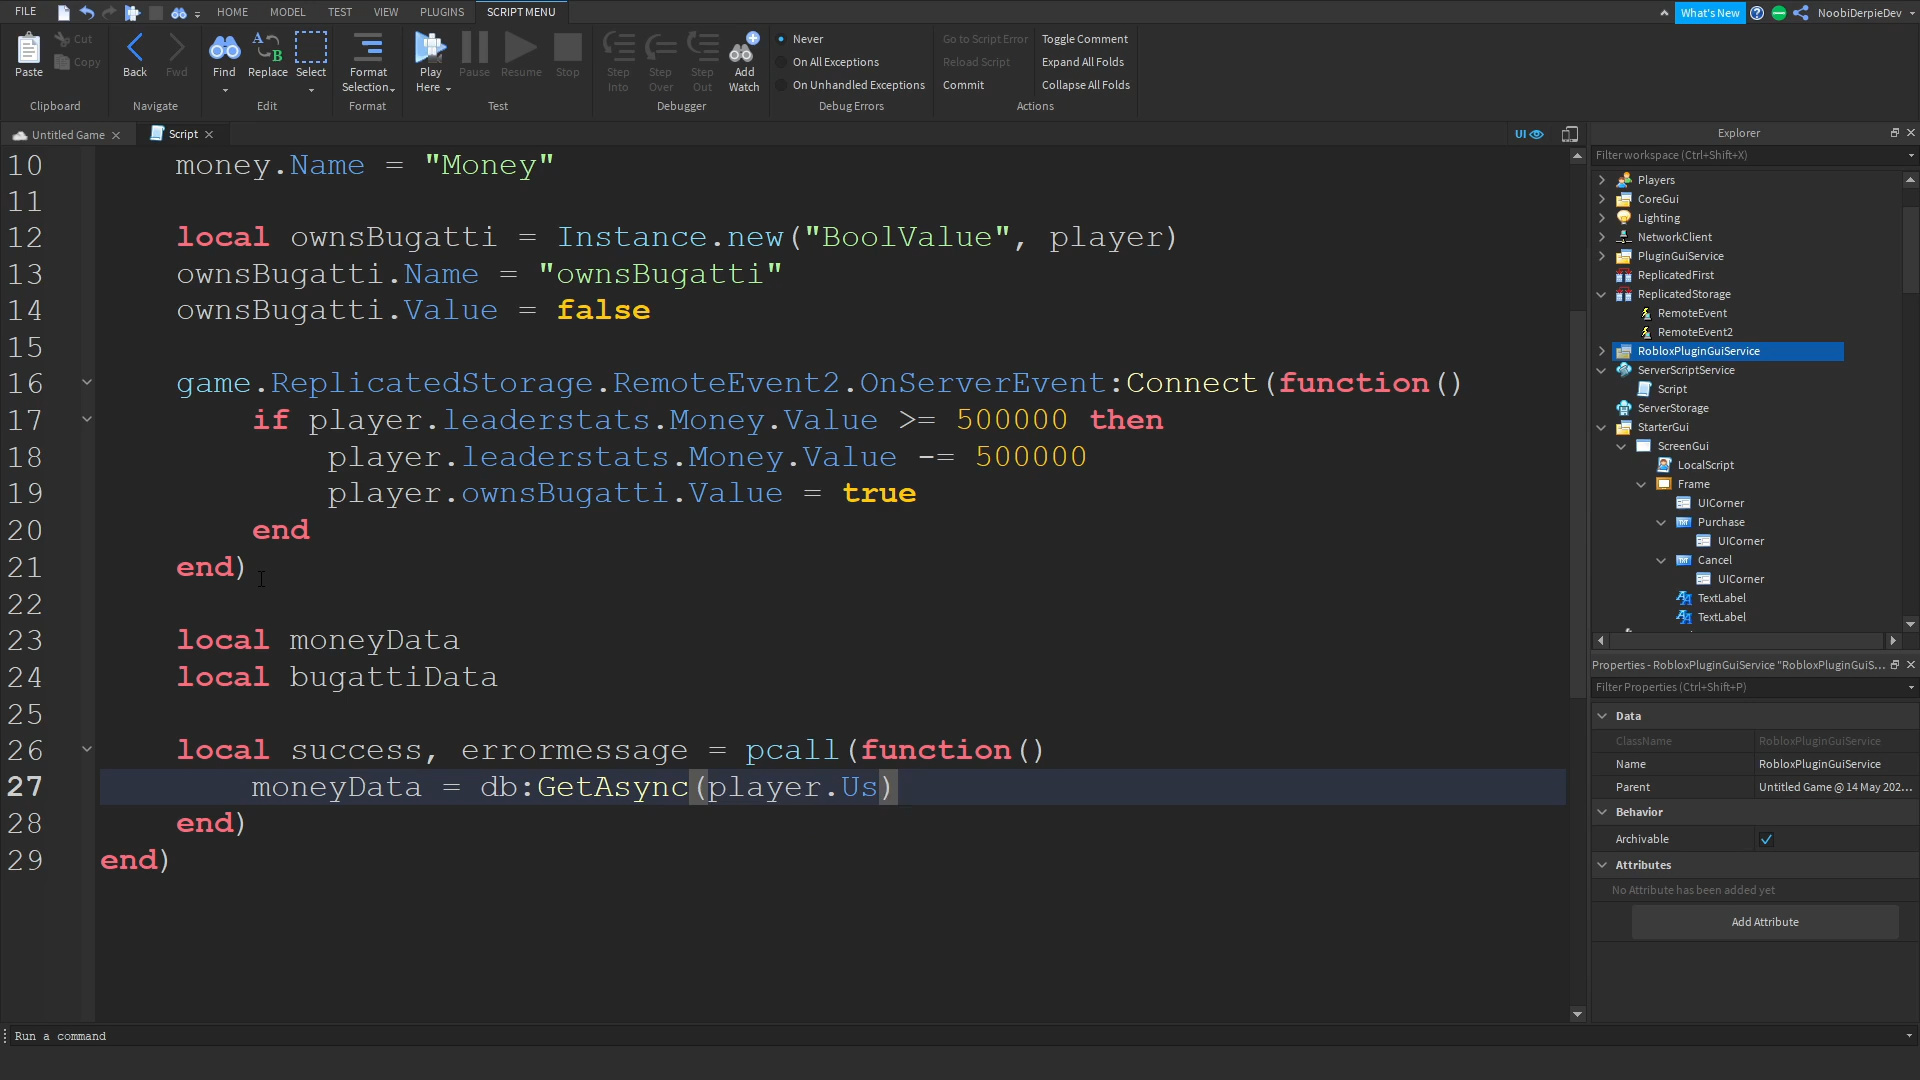 FILE HOME MODEL TEST VIEW PLUGINS SCRIPT MENU What's New NoobiDerpieDev
Paste Cut Copy Back Fwd Find Replace Select Format Selection Play Here Pause Resume Stop Step Into Step Over Step Out Add Watch
Never
On All Exceptions
On Unhandled Exceptions
Go to Script Error
Reload Script
Commit
Toggle Comment
Expand All Folds
Collapse All Folds
Clipboard Navigate Edit Format Test Debugger Debug Errors Actions
Untitled Game Script UI
10 money.Name = "Money"
11
12 local ownsBugatti = Instance.new("BoolValue", player)
13 ownsBugatti.Name = "ownsBugatti"
14 ownsBugatti.Value = false
15
16 game.ReplicatedStorage.RemoteEvent2.OnServerEvent:Connect(function()
17 if player.leaderstats.Money.Value >= 500000 then
18 player.leaderstats.Money.Value -= 500000
19 player.ownsBugatti.Value = true
20 end
21 end)
22
23 local moneyData
24 local bugattiData
25
26 local success, errormessage = pcall(function()
27 moneyData = db:GetAsync(player.Us)
28 end)
29 end)
Explorer
Filter workspace (Ctrl+Shift+X)
Players
CoreGui
Lighting
NetworkClient
PluginGuiService
ReplicatedFirst
ReplicatedStorage
RemoteEvent
RemoteEvent2
RobloxPluginGuiService
ServerScriptService
Script
ServerStorage
StarterGui
ScreenGui
LocalScript
Frame
UICorner
Purchase
UICorner
Cancel
UICorner
TextLabel
TextLabel
Properties - RobloxPluginGuiService "RobloxPluginGuiS...
Filter Properties (Ctrl+Shift+P)
Data
ClassName RobloxPluginGuiService
Name RobloxPluginGuiService
Parent Untitled Game @ 14 May 202...
Behavior
Archivable
Attributes
No Attribute has been added yet
Add Attribute
Run a command